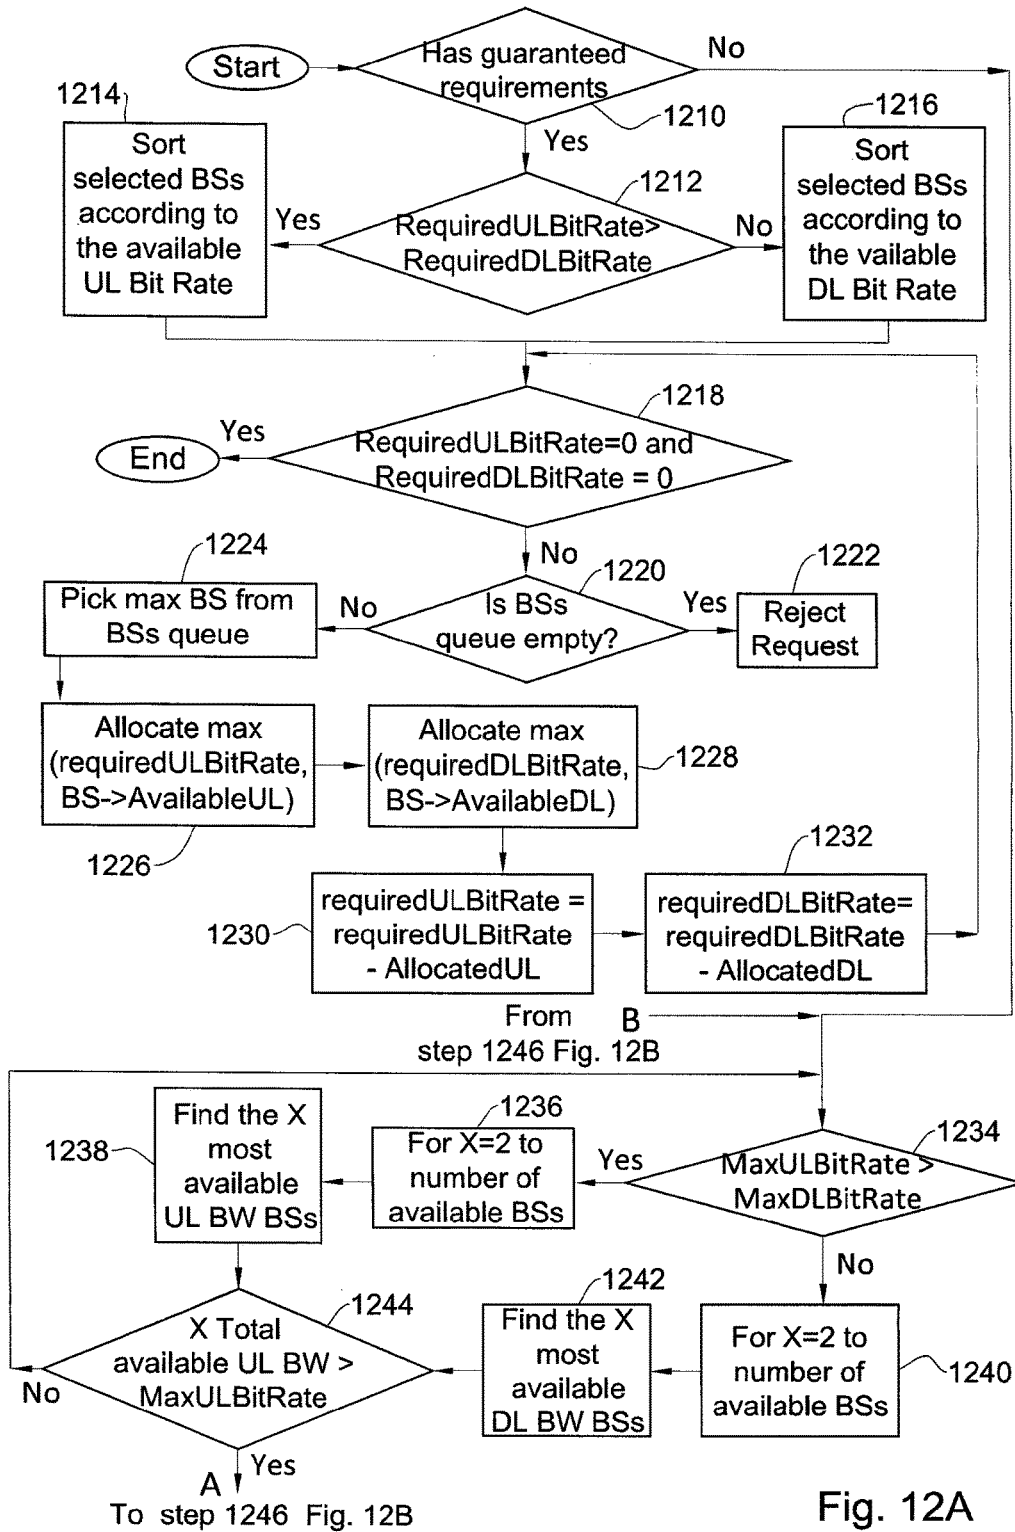 Start
Has guaranteed
requirements
No
1210
Yes
1214
Sort
selected BSs
according to
the available
UL Bit Rate
Yes
1212
RequiredULBitRate>
RequiredDLBitRate
No
1216
Sort
selected BSs
according to
the vailable
DL Bit Rate
1218
RequiredULBitRate=0 and
RequiredDLBitRate = 0
Yes
End
No
1220
Is BSs
queue empty?
Yes
1222
Reject
Request
No
1224
Pick max BS from
BSs queue
Allocate max
(requiredULBitRate,
BS->AvailableUL)
1226
Allocate max
(requiredDLBitRate,
BS->AvailableDL)
1228
1230
requiredULBitRate =
requiredULBitRate
- AllocatedUL
1232
requiredDLBitRate=
requiredDLBitRate
- AllocatedDL
From B
step 1246 Fig. 12B
1234
MaxULBitRate >
MaxDLBitRate
Yes
1236
For X=2 to
number of
available BSs
1238
Find the X
most
available
UL BW BSs
No
1240
For X=2 to
number of
available BSs
1242
Find the X
most
available
DL BW BSs
1244
X Total
available UL BW >
MaxULBitRate
No
Yes
A
To step 1246 Fig. 12B
Fig. 12A